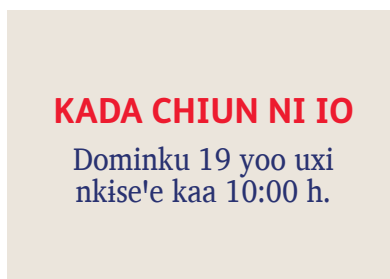 KADA CHIUN NI IO
Dominku 19 yoo uxi
nkɨse'e kaa 10:00 h.